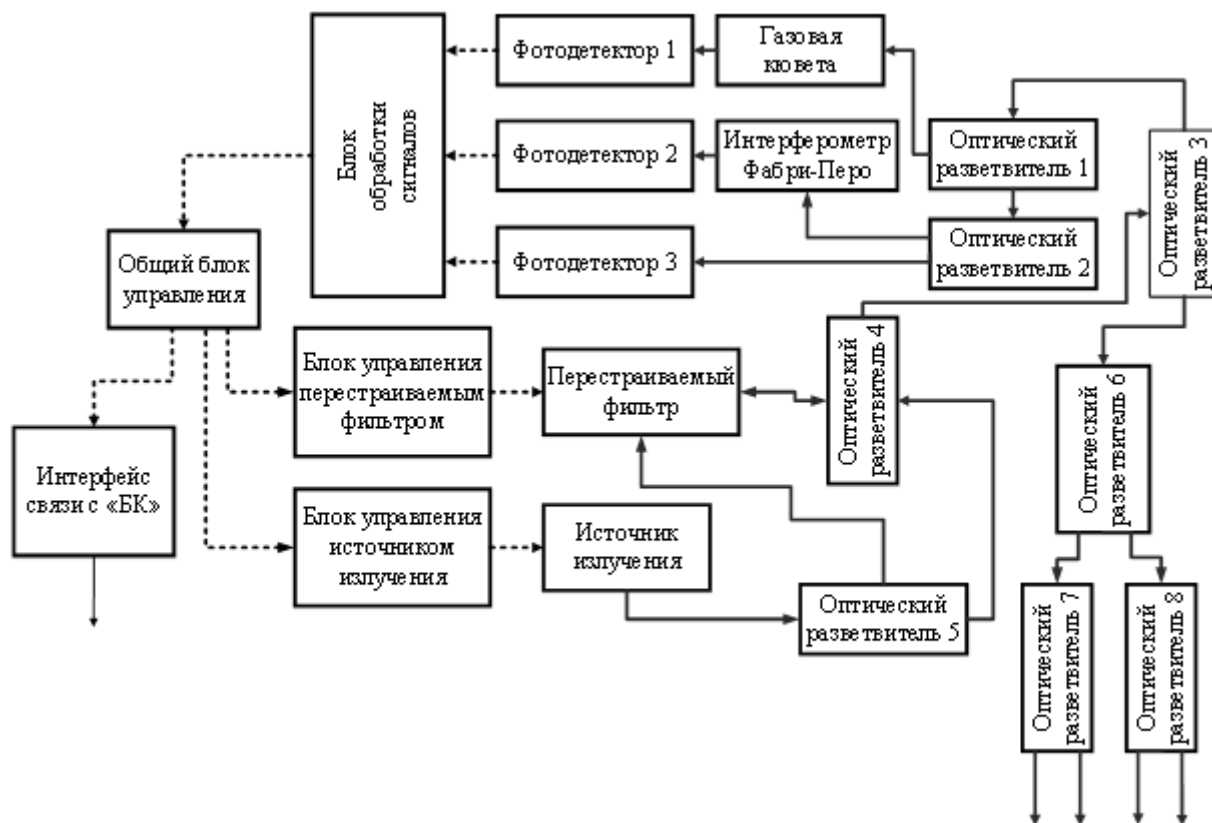 Блок
обработки
сигналов
Фотодетектор 1
Газовая
кювета
Фотодетектор 2
Интерферометр
Фабри-Перо
Фотодетектор 3
Оптический
разветвитель 1
Оптический
разветвитель 2
Оптический
разветвитель 3
Общий блок
управления
Блок управления
перестраиваемым
фильтром
Перестраиваемый
фильтр
Оптический
разветвитель 4
Оптический
разветвитель 6
Интерфейс
связи с «БК»
Блок управления
источником
излучения
Источник
излучения
Оптический
разветвитель 5
Оптический
разветвитель 7
Оптический
разветвитель 8